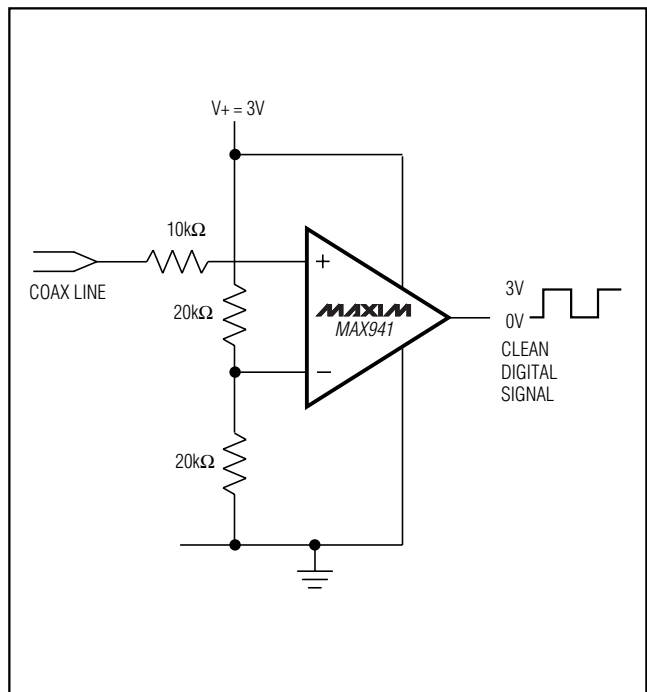 V+ = 3V
10kΩ
COAX LINE
20kΩ
20kΩ
+
−
MAXIM
MAX941
3V
0V
CLEAN
DIGITAL
SIGNAL